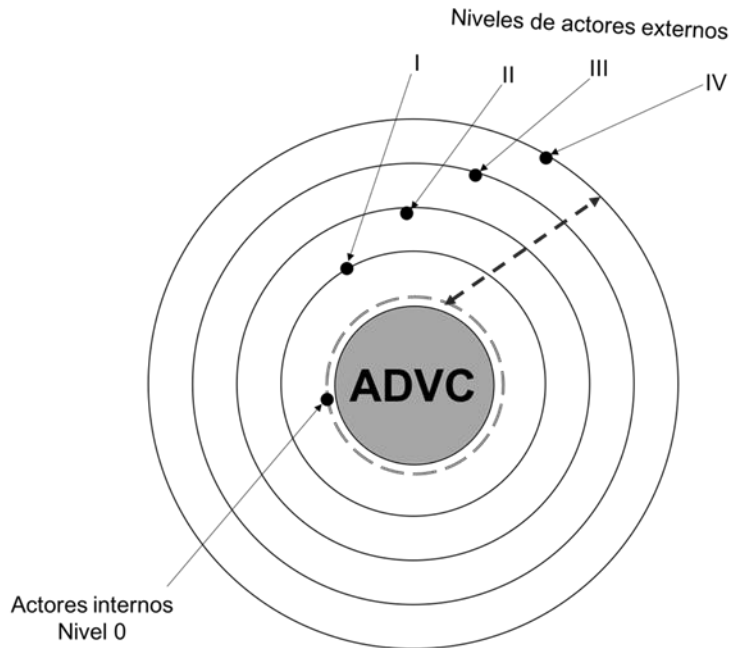 Niveles de actores externos
I
II
III
IV
ADVC
Actores internos
Nivel 0